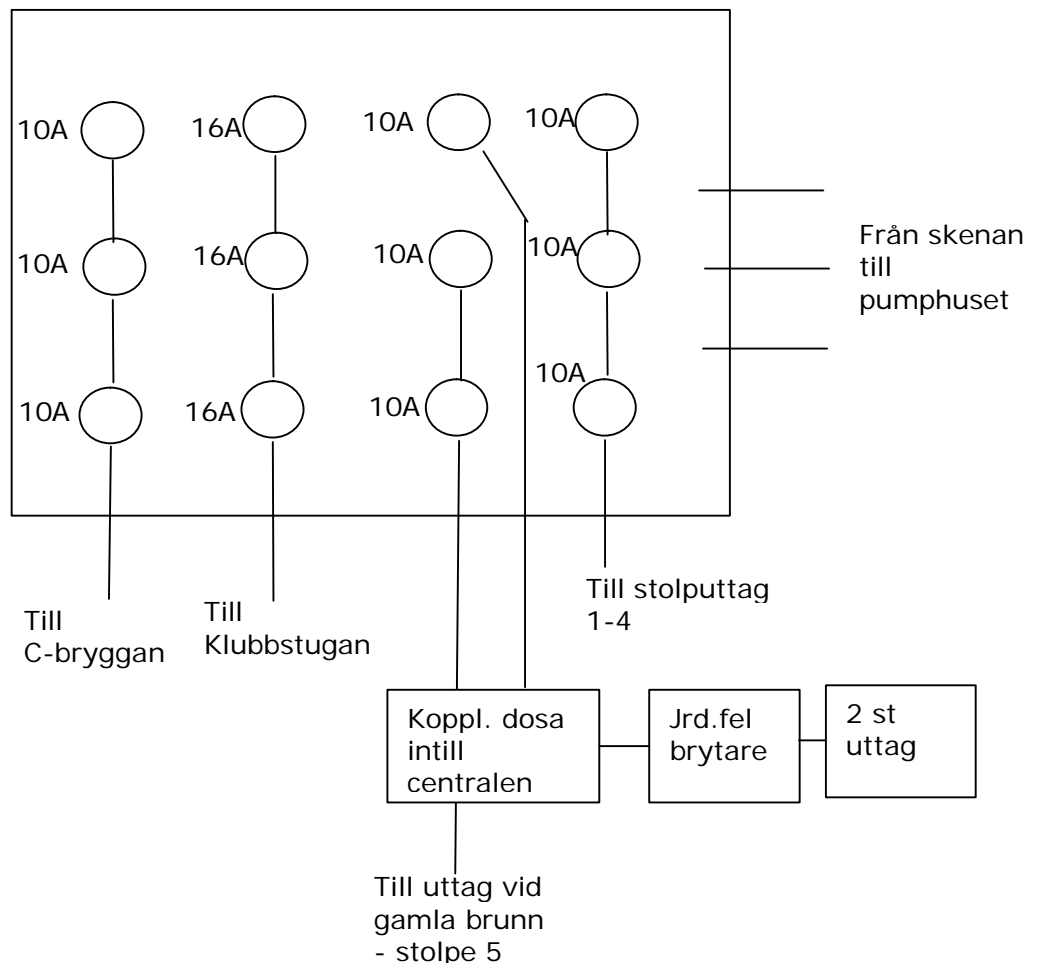 10A
16A
10A
10A
10A
16A
10A
10A
10A
16A
10A
10A
Från skenan
till
pumphuset
Till
C-bryggan
Till
Klubbstugan
Till stolputtag
1-4
Koppl. dosa
intill
centralen
Jrd.fel
brytare
2 st
uttag
Till uttag vid
gamla brunn
- stolpe 5